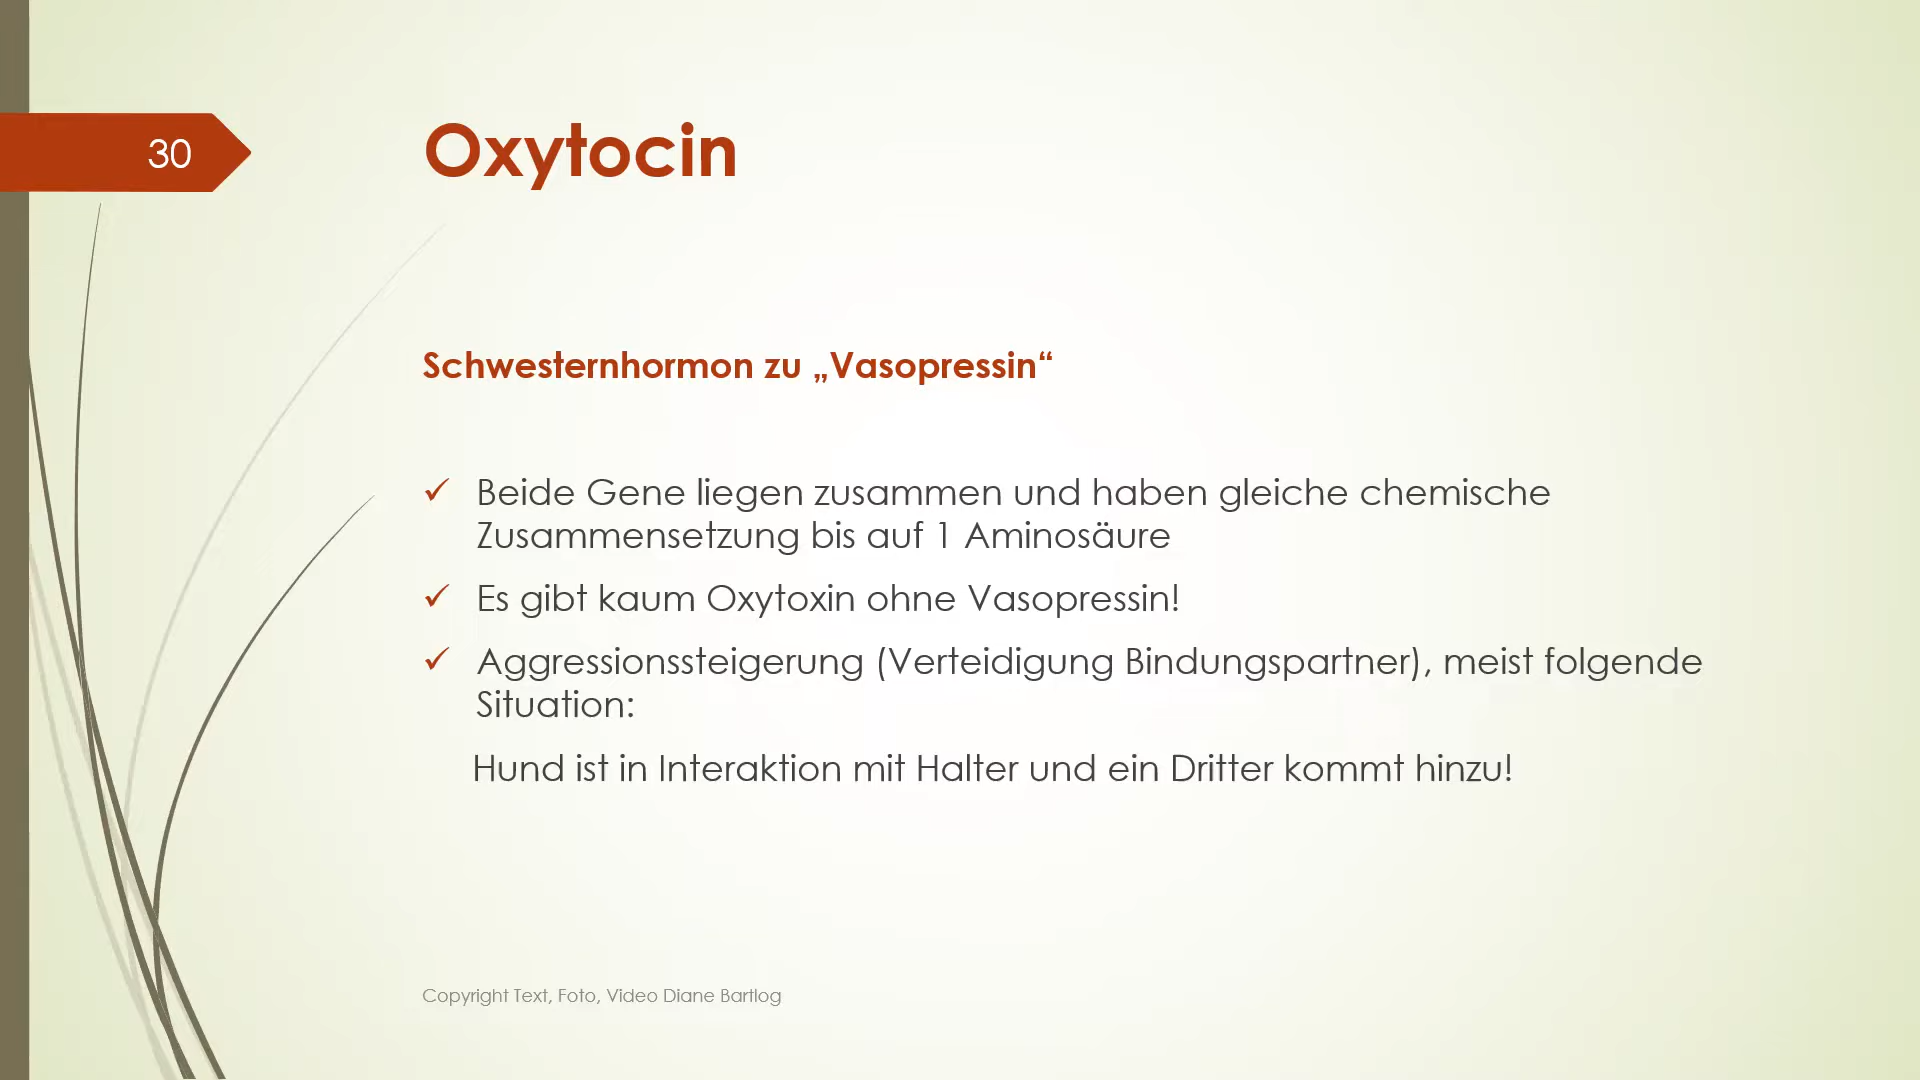 30
Oxytocin
Schwesternhormon zu „Vasopressin“
✓ Beide Gene liegen zusammen und haben gleiche chemische
Zusammensetzung bis auf 1 Aminosäure
✓ Es gibt kaum Oxytoxin ohne Vasopressin!
✓ Aggressionssteigerung (Verteidigung Bindungspartner), meist folgende
Situation:
Hund ist in Interaktion mit Halter und ein Dritter kommt hinzu!
Copyright Text, Foto, Video Diane Bartlog